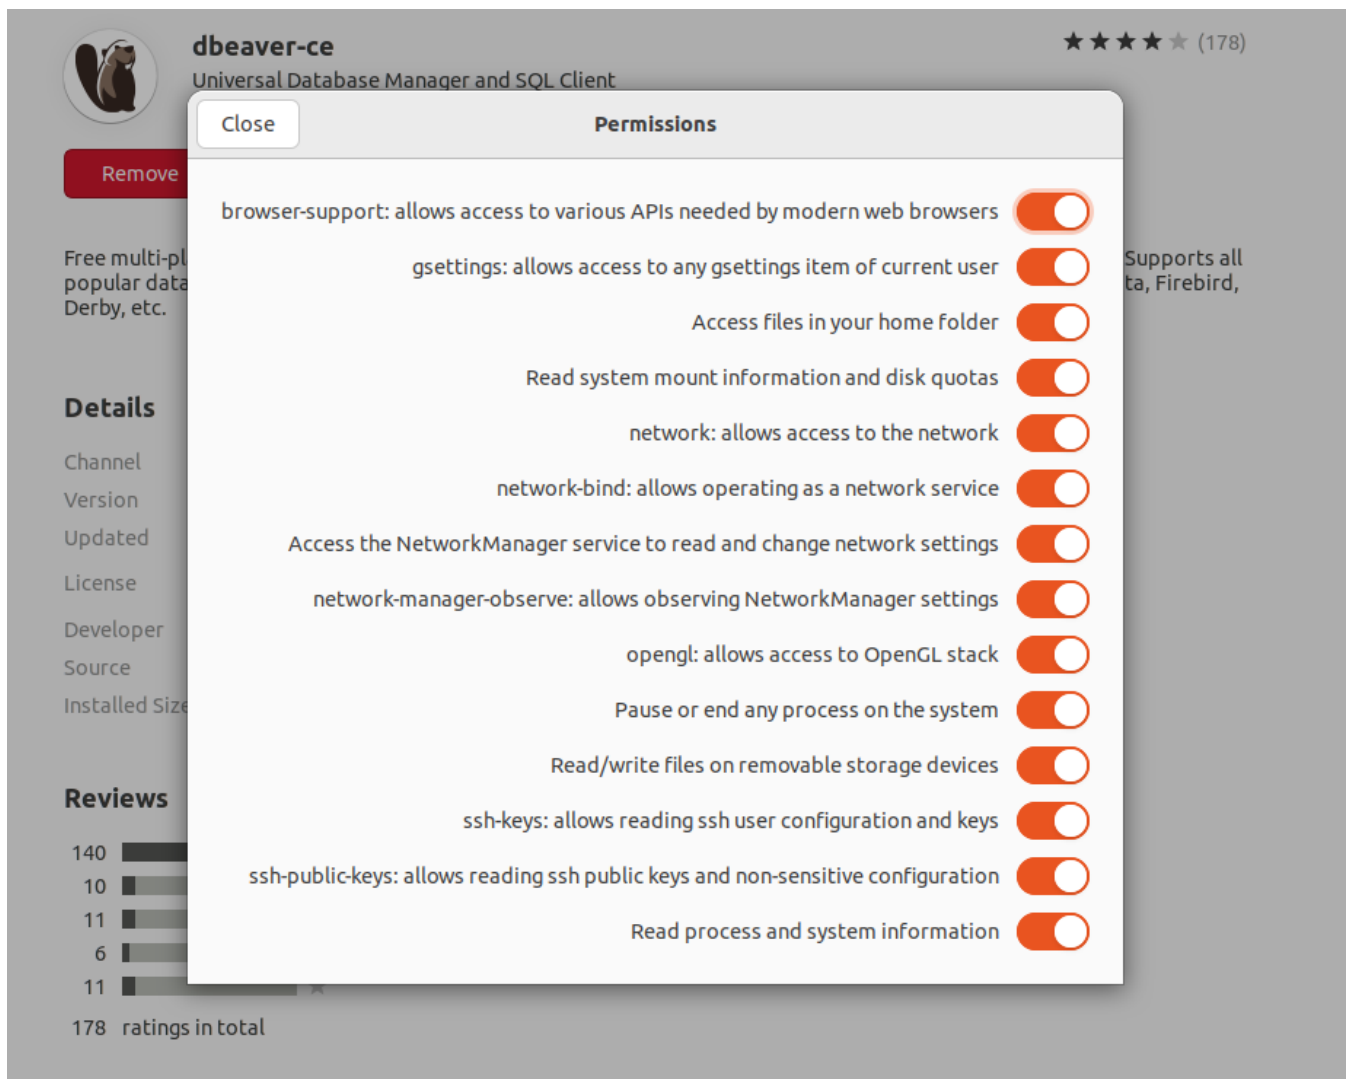 dbeaver-ce
(178)
Universal Database Manager and SQL Client
Close
Permissions
Remove
browser-support: allows access to various APIs needed by modern web browsers
Free multi-pl
Supports all
gsettings: allows access to any gsettings item of current user
popular data
ta, Firebird,
Derby, etc.
Access files in your home folder
Read system mount information and disk quotas
Details
network: allows access to the network
Channel
network-bind: allows operating as a network service
Version
Updated
Access the NetworkManager service to read and change network settings
License
network-manager-observe: allows observing NetworkManager settings
Developer
opengl: allows access to OpenGL stack
Source
Installed Size
Pause or end any process on the system
Read/write files on removable storage devices
Reviews
ssh-keys: allows reading ssh user configuration and keys
140
10
ssh-public-keys: allows reading ssh public keys and non-sensitive configuration
11
Read process and system information
6
11
178 ratings in total